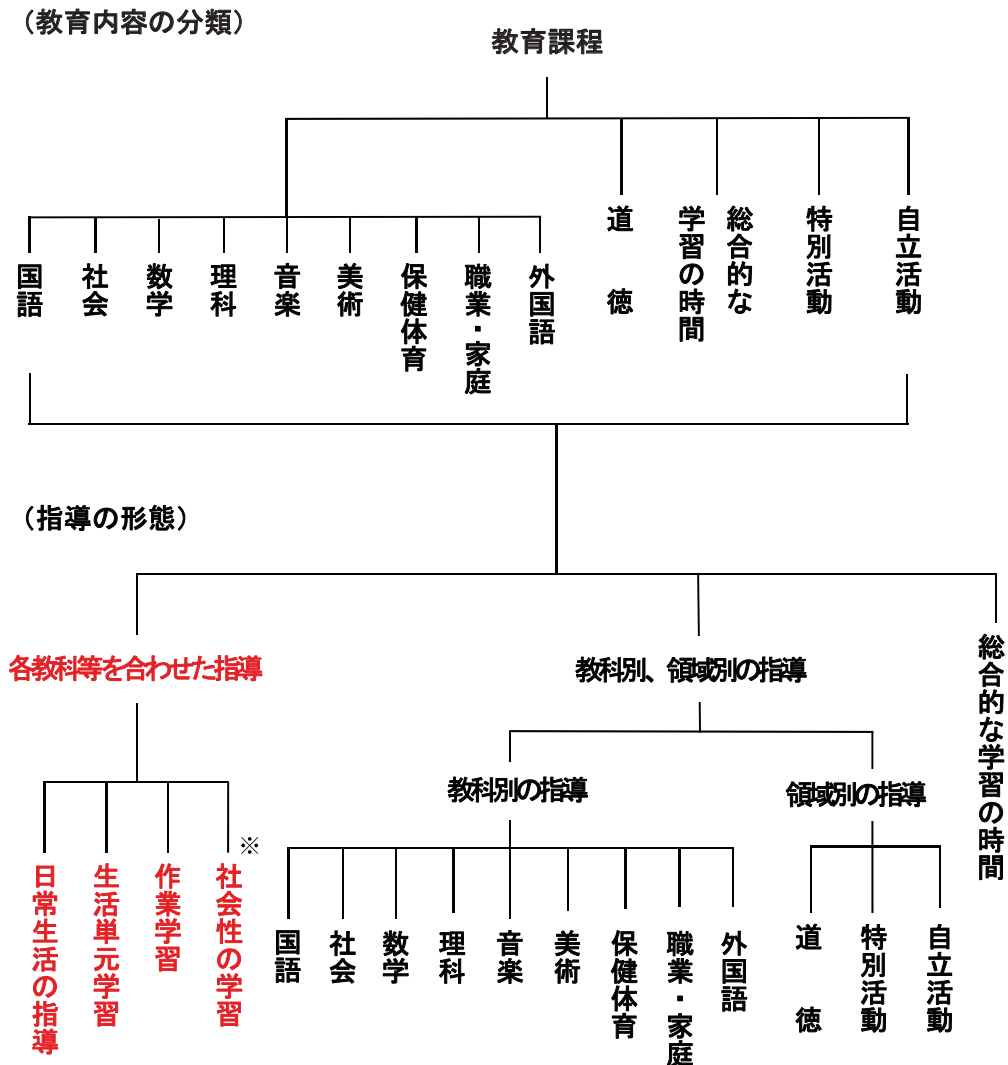 （教育内容の分類）
教育課程
国語
社会
数学
理科
音楽
美術
保健体育
職業・家庭
外国語
道　徳
総合的な
学習の時間
特別活動
自立活動
（指導の形態）
各教科等を合わせた指導
教科別、領域別の指導
総合的な学習の時間
教科別の指導
領域別の指導
日常生活の指導
生活単元学習
作業学習
社会性の学習
※
国語
社会
数学
理科
音楽
美術
保健体育
職業・家庭
外国語
道　徳
特別活動
自立活動